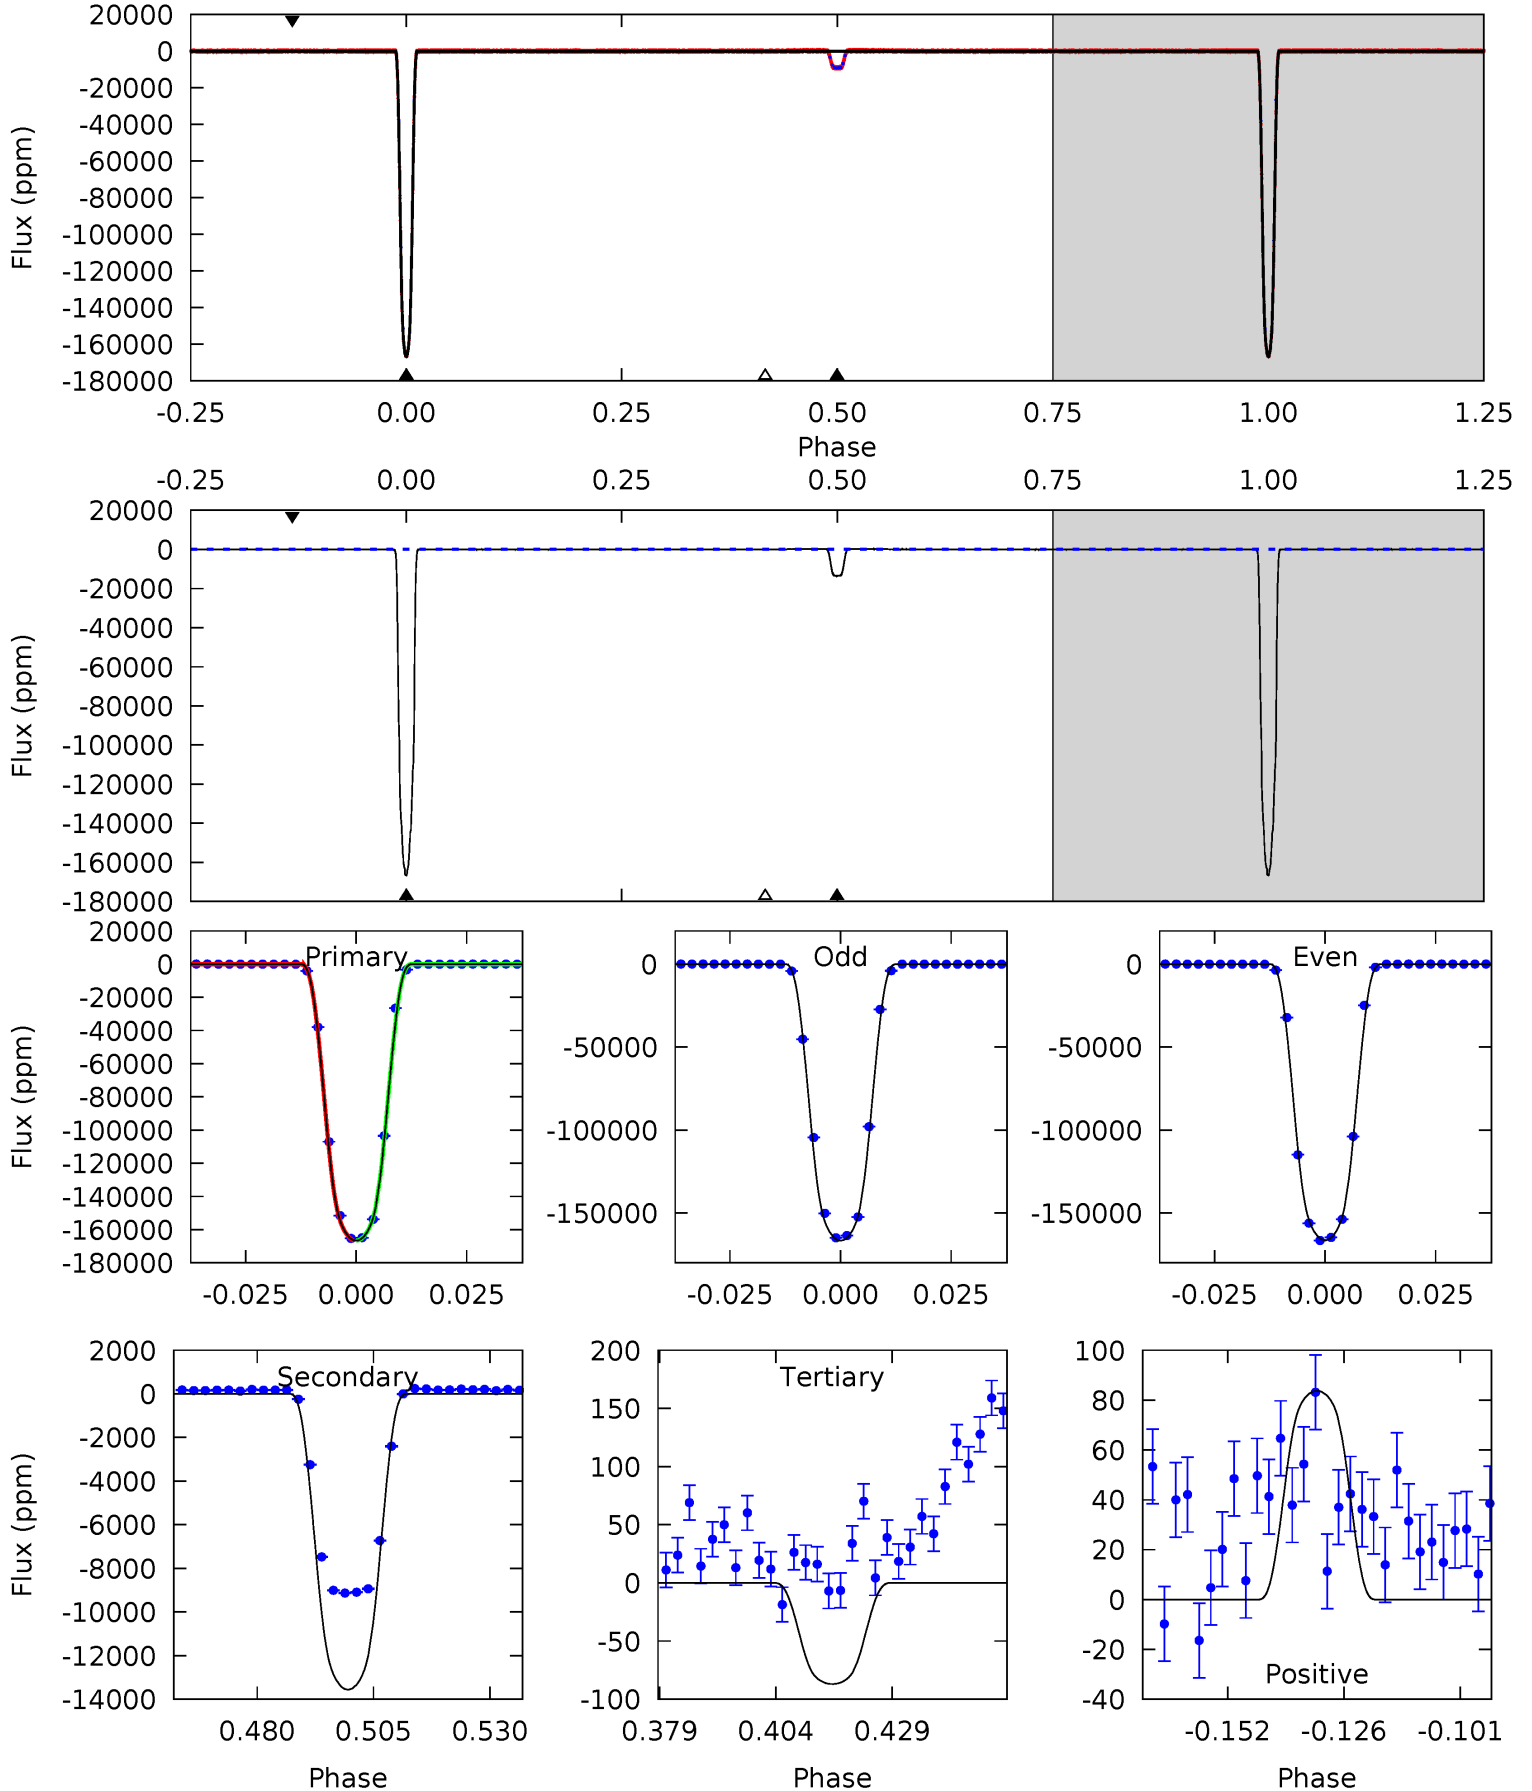 20000
0
-20000
-40000
-60000
-80000
-100000
-120000
-140000
-160000
-180000
Flux (ppm)
-0.25 0.00 0.25 0.50 0.75 1.00 1.25
Phase
-0.25 0.00 0.25 0.50 0.75 1.00 1.25
20000
0
-20000
-40000
-60000
-80000
-100000
-120000
-140000
-160000
-180000
Flux (ppm)
Primary
20000
0
-20000
-40000
-60000
-80000
-100000
-120000
-140000
-160000
-180000
Flux (ppm)
-0.025 0.000 0.025
Odd
0
-50000
-100000
-150000
-0.025 0.000 0.025
Even
0
-50000
-100000
-150000
-0.025 0.000 0.025
Secondary
2000
0
-2000
-4000
-6000
-8000
-10000
-12000
-14000
Flux (ppm)
0.480 0.505 0.530
Phase
Tertiary
200
150
100
50
0
-50
-100
0.379 0.404 0.429
Phase
100
80
60
40
20
0
-20
-40
Positive
-0.152 -0.126 -0.101
Phase